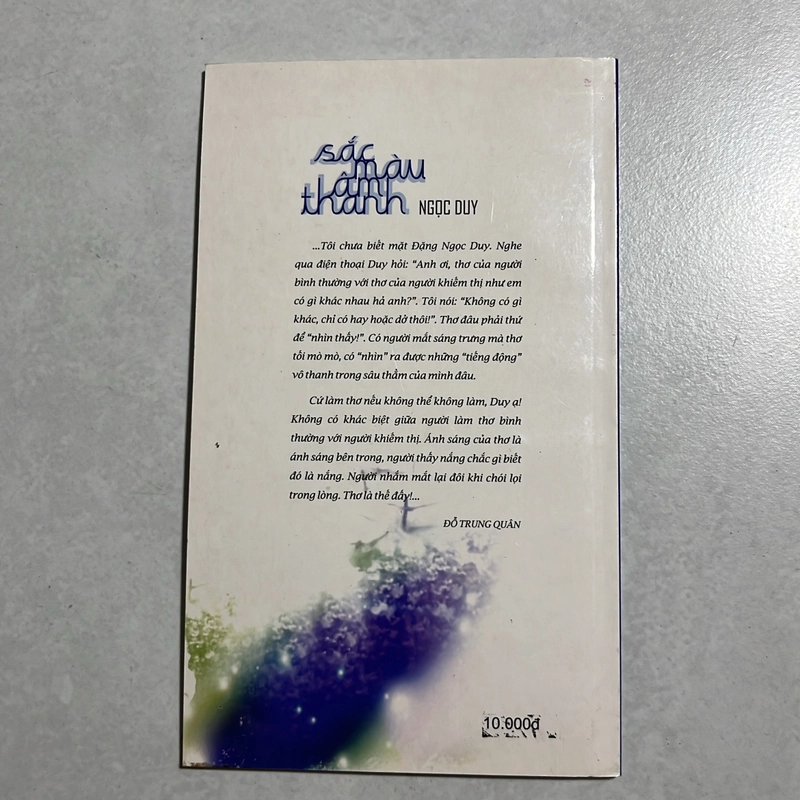 sắc
màu
âm
thanh NGỌC DUY
...Tôi chưa biết mặt Đặng Ngọc Duy. Nghe
qua điện thoại Duy hỏi: “Anh ơi, thơ của người
bình thường với thơ của người khiếm thị như em
có gì khác nhau hả anh?”. Tôi nói: “Không có gì
khác, chỉ có hay hoặc dở thôi!”. Thơ đâu phải thứ
để “nhìn thấy!”. Có người mắt sáng trưng mà thơ
tối mò mò, có “nhìn” ra được những “tiếng động”
vô thanh trong sâu thẳm của mình đâu.
Cứ làm thơ nếu không thể không làm, Duy ạ!
Không có khác biệt giữa người làm thơ bình
thường với người khiếm thị. Ánh sáng của thơ là
ánh sáng bên trong, người thấy nắng chắc gì biết
đó là nắng. Người nhắm mắt lại đôi khi chói lọi
trong lòng. Thơ là thế đấy!...
ĐỖ TRUNG QUÂN
10.000đ